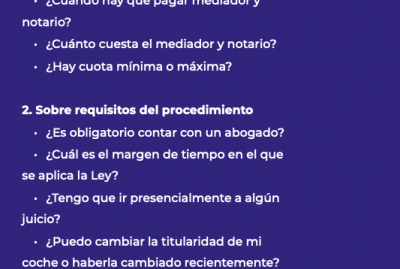 • ¿Cuándo hay que pagar mediador y
notario?
• ¿Cuánto cuesta el mediador y notario?
• ¿Hay cuota mínima o máxima?
2. Sobre requisitos del procedimiento
• ¿Es obligatorio contar con un abogado?
• ¿Cuál es el margen de tiempo en el que
se aplica la Ley?
• ¿Tengo que ir presencialmente a algún
juicio?
• ¿Puedo cambiar la titularidad de mi
coche o haberla cambiado recientemente?